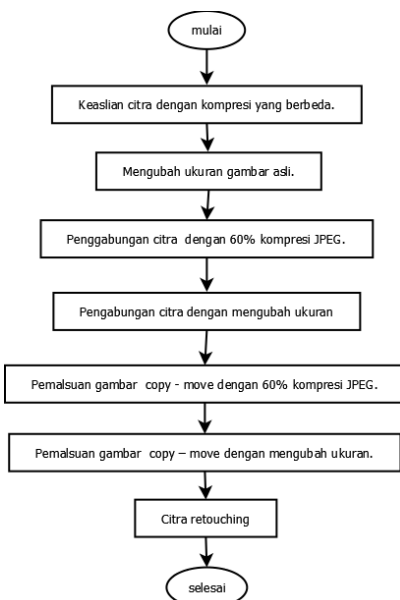 mulai
Keaslian citra dengan kompresi yang berbeda.
Mengubah ukuran gambar asli.
Penggabungan citra dengan 60% kompresi JPEG.
Pengabungan citra dengan mengubah ukuran
Pemalsuan gambar copy - move dengan 60% kompresi JPEG.
Pemalsuan gambar copy – move dengan mengubah ukuran.
Citra retouching
selesai